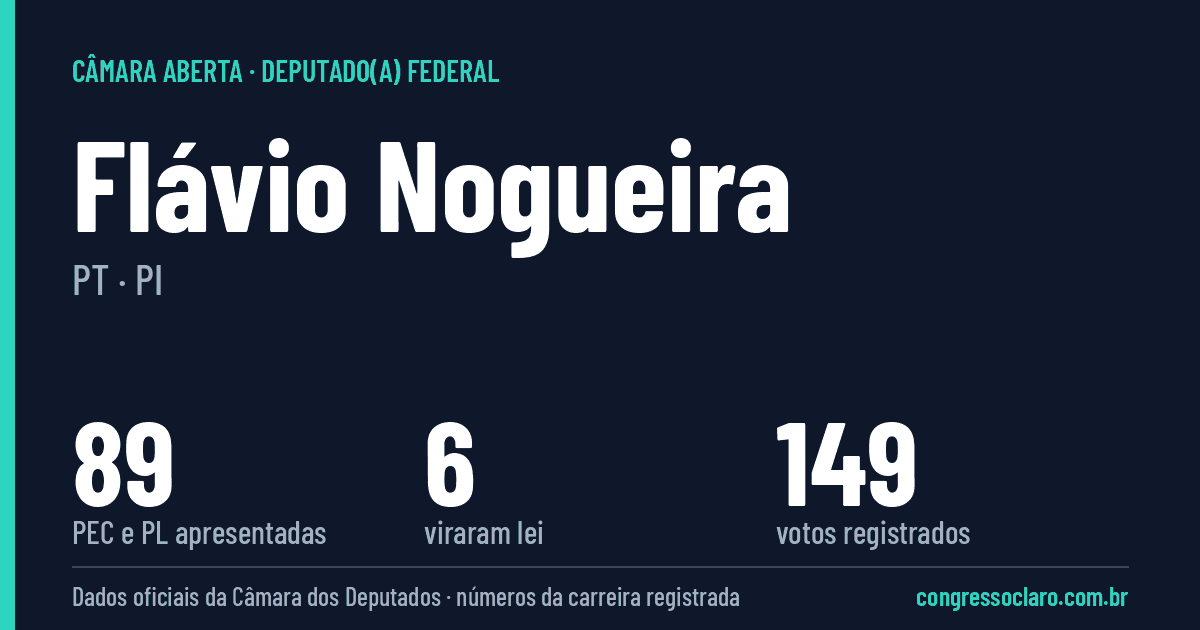 CÂMARA ABERTA · DEPUTADO(A) FEDERAL
Flávio Nogueira
PT · PI
89 6 149
PEC e PL apresentadas viraram lei votos registrados
Dados oficiais da Câmara dos Deputados · números da carreira registrada congressoclaro.com.br